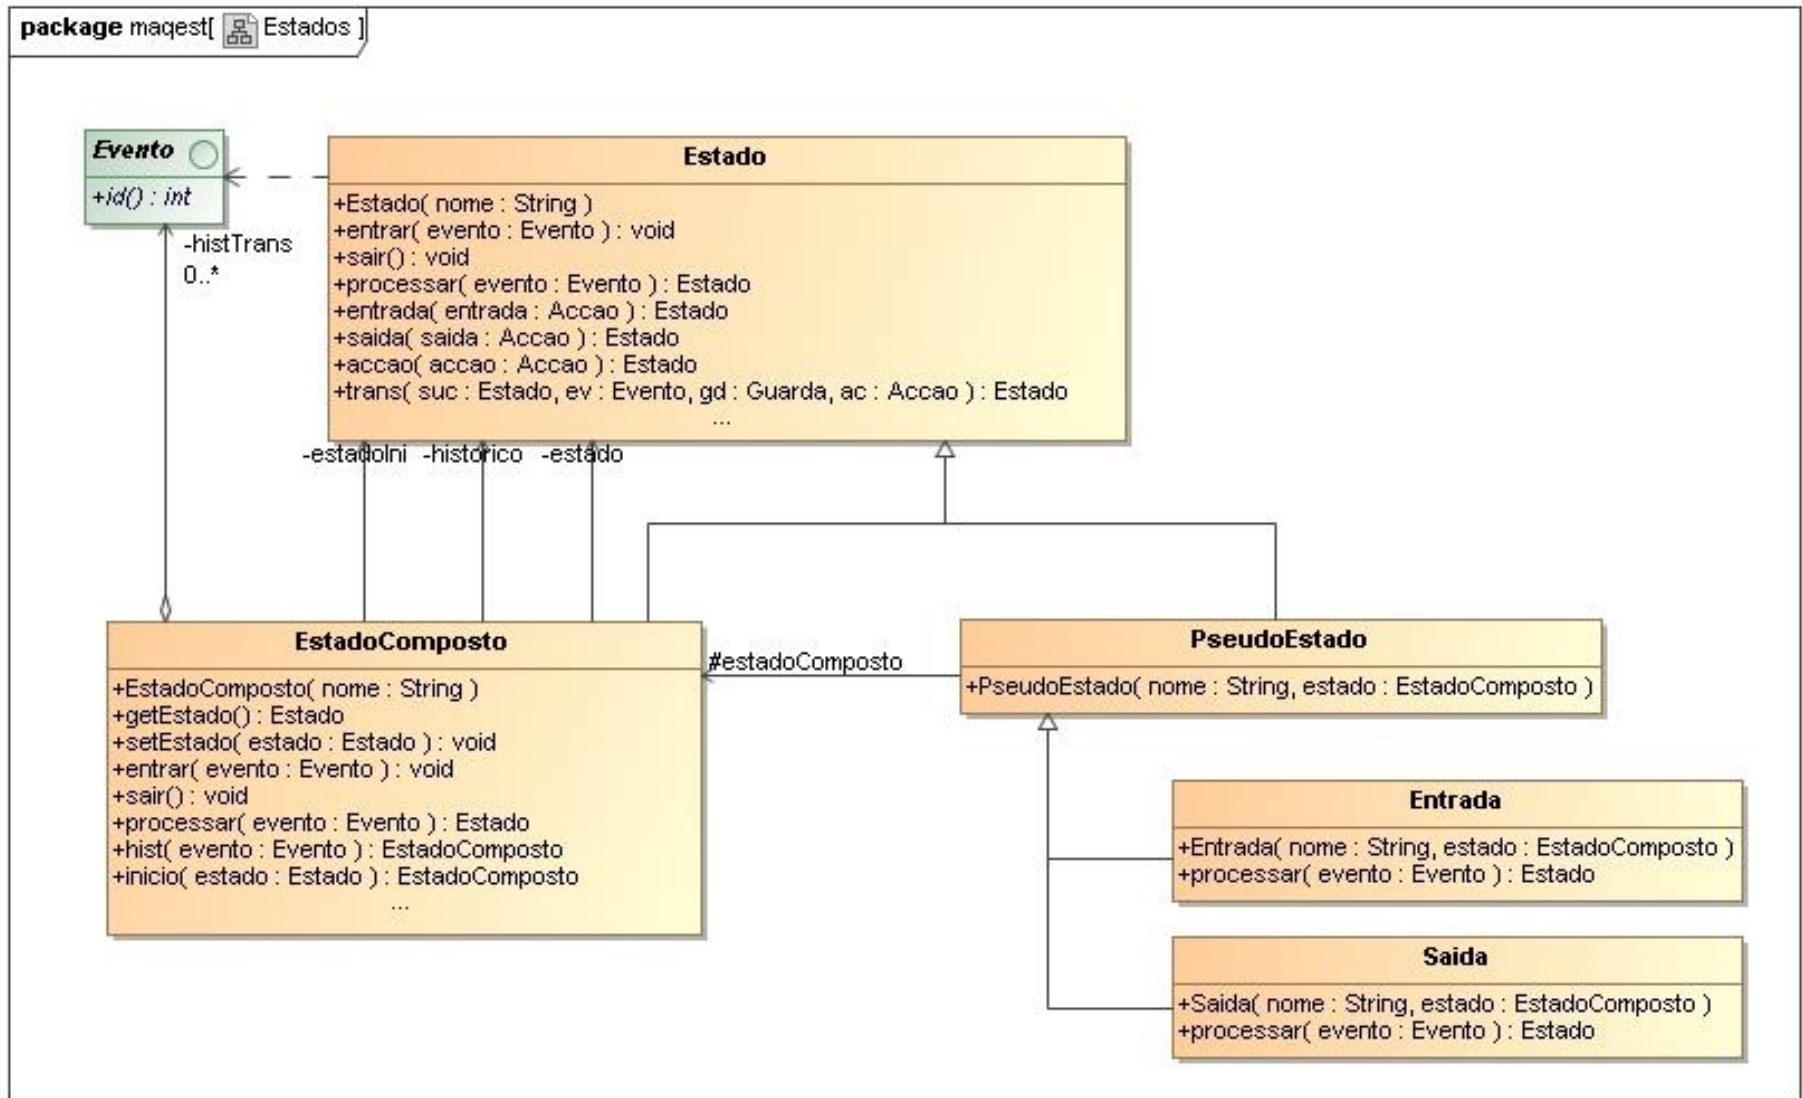 package maqest[ Estados ]
Evento
+id() : int
-histTrans
0..*
Estado
+Estado( nome : String )
+entrar( evento : Evento ) : void
+sair() : void
+processar( evento : Evento ) : Estado
+entrada( entrada : Accao ) : Estado
+saida( saida : Accao ) : Estado
+accao( accao : Accao ) : Estado
+trans( suc : Estado, ev : Evento, gd : Guarda, ac : Accao ) : Estado
...
-estadoIni -historico -estado
EstadoComposto
+EstadoComposto( nome : String )
+getEstado() : Estado
+setEstado( estado : Estado ) : void
+entrar( evento : Evento ) : void
+sair() : void
+processar( evento : Evento ) : Estado
+hist( evento : Evento ) : EstadoComposto
+inicio( estado : Estado ) : EstadoComposto
...
#estadoComposto
PseudoEstado
+PseudoEstado( nome : String, estado : EstadoComposto )
Entrada
+Entrada( nome : String, estado : EstadoComposto )
+processar( evento : Evento ) : Estado
Saida
+Saida( nome : String, estado : EstadoComposto )
+processar( evento : Evento ) : Estado